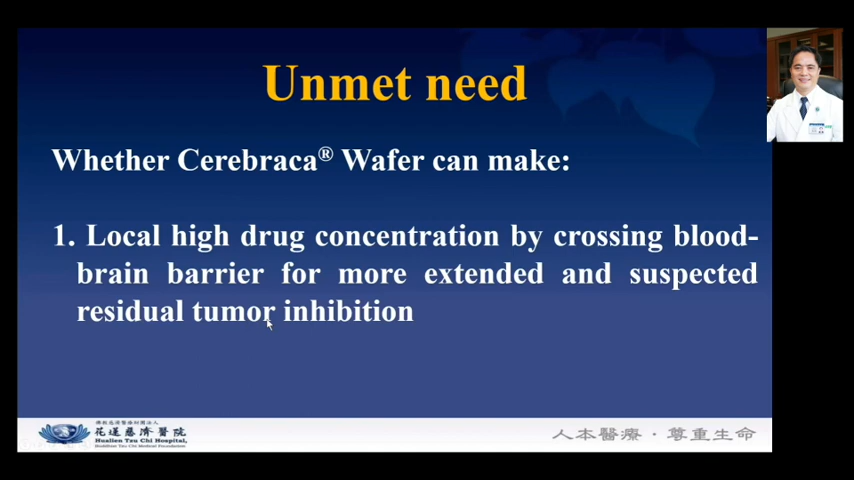 Unmet need
Whether Cerebraca® Wafer can make:
1. Local high drug concentration by crossing blood-
brain barrier for more extended and suspected
residual tumor inhibition
佛教慈濟醫療財團法人
花蓮慈濟醫院
Hualien Tzu Chi Hospital,
Buddhist Tzu Chi Medical Foundation
人本醫療．尊重生命